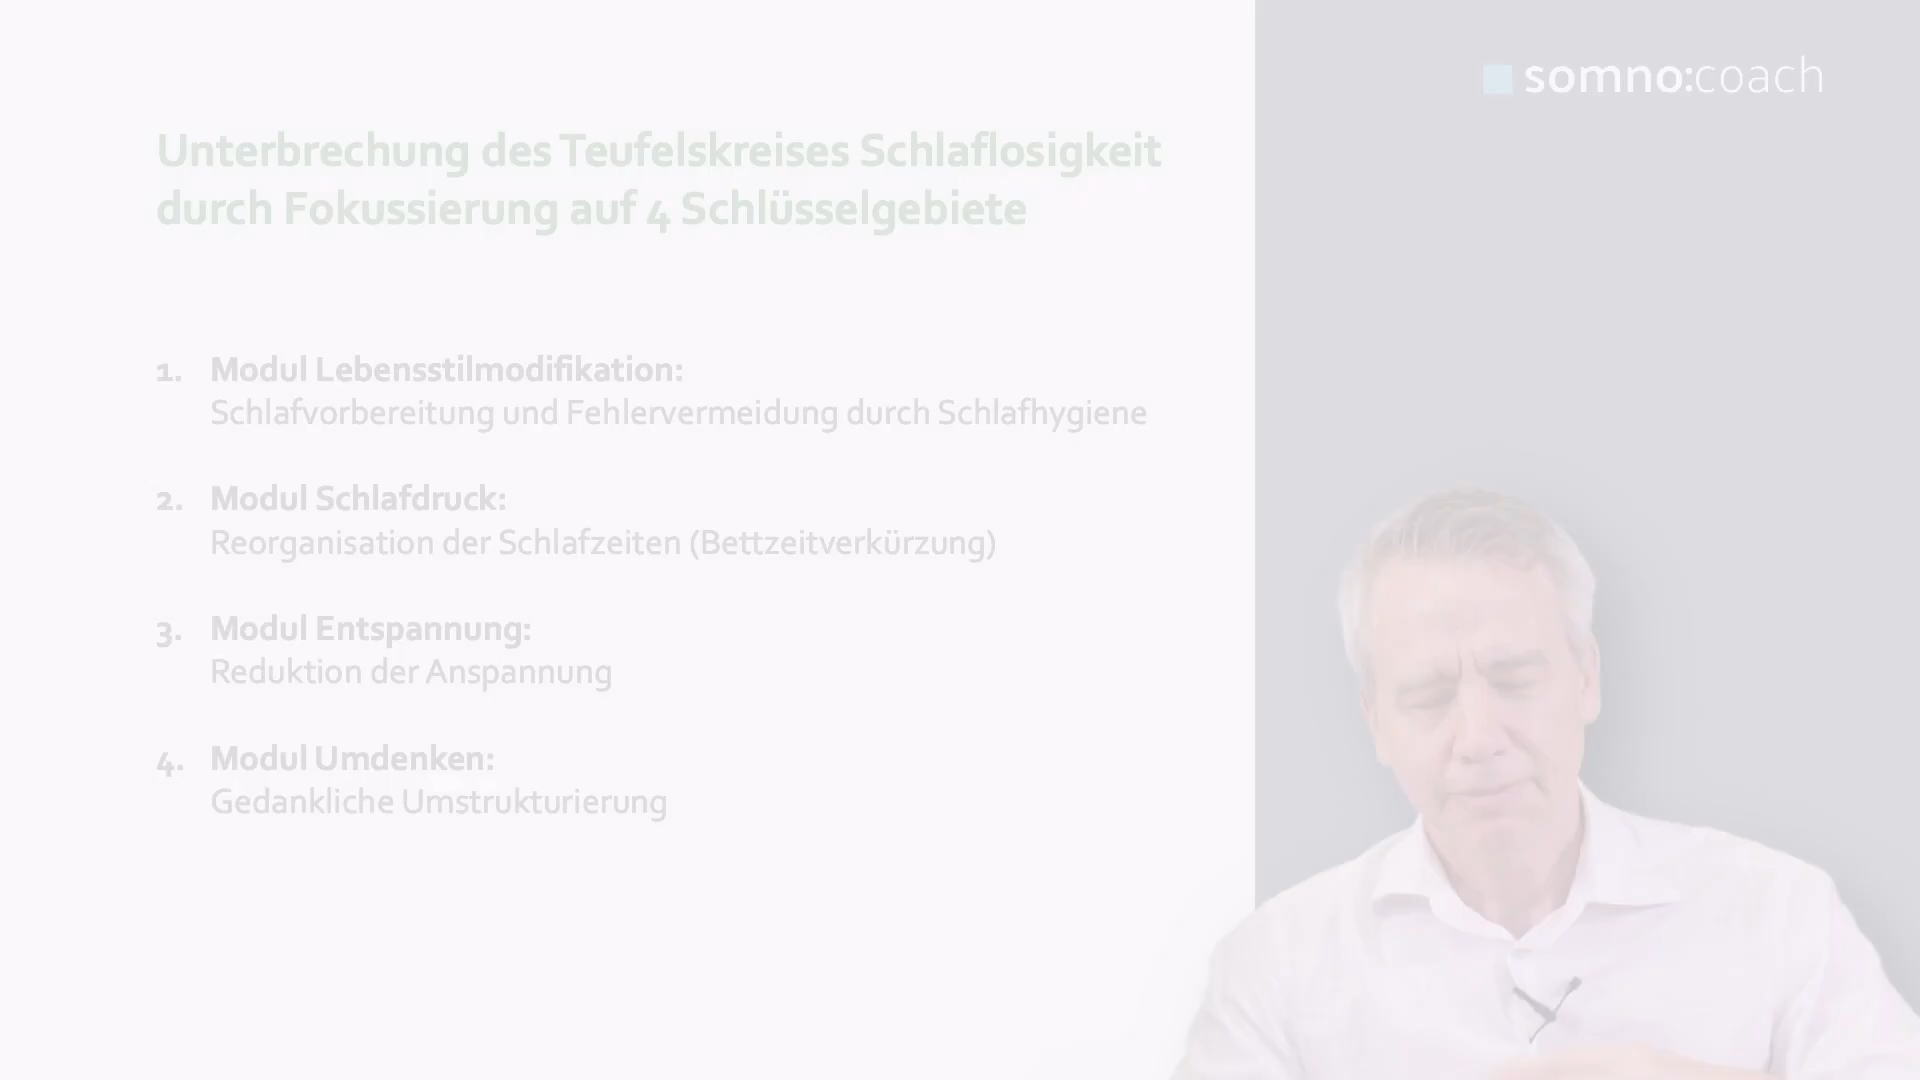 somno:coach
Unterbrechung des Teufelskreises Schlaflosigkeit
durch Fokussierung auf 4 Schlüsselgebiete
1. Modul Lebensstilmodifikation:
Schlafvorbereitung und Fehlervermeidung durch Schlafhygiene
2. Modul Schlafdruck:
Reorganisation der Schlafzeiten (Bettzeitverkürzung)
3. Modul Entspannung:
Reduktion der Anspannung
4. Modul Umdenken:
Gedankliche Umstrukturierung